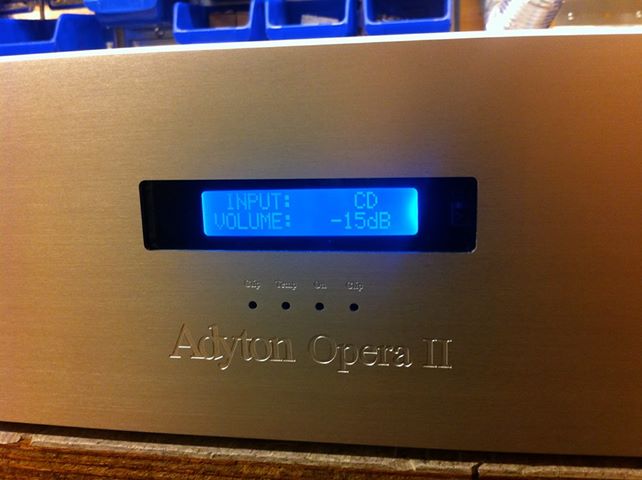 INPUT: CD
VOLUME: -15dB
Clip Temp On Clip
Adyton Opera II